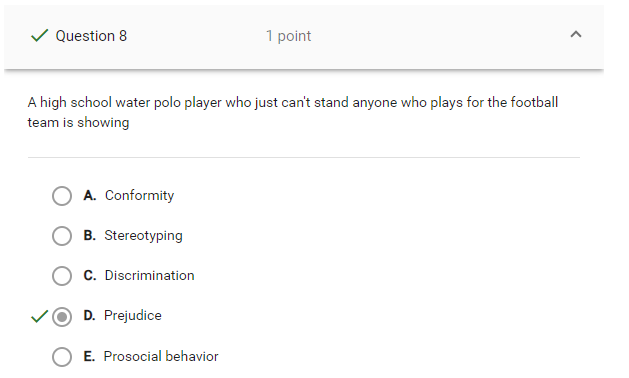 Question 8 1 point
A high school water polo player who just can't stand anyone who plays for the football
team is showing
A. Conformity
B. Stereotyping
C. Discrimination
D. Prejudice
E. Prosocial behavior